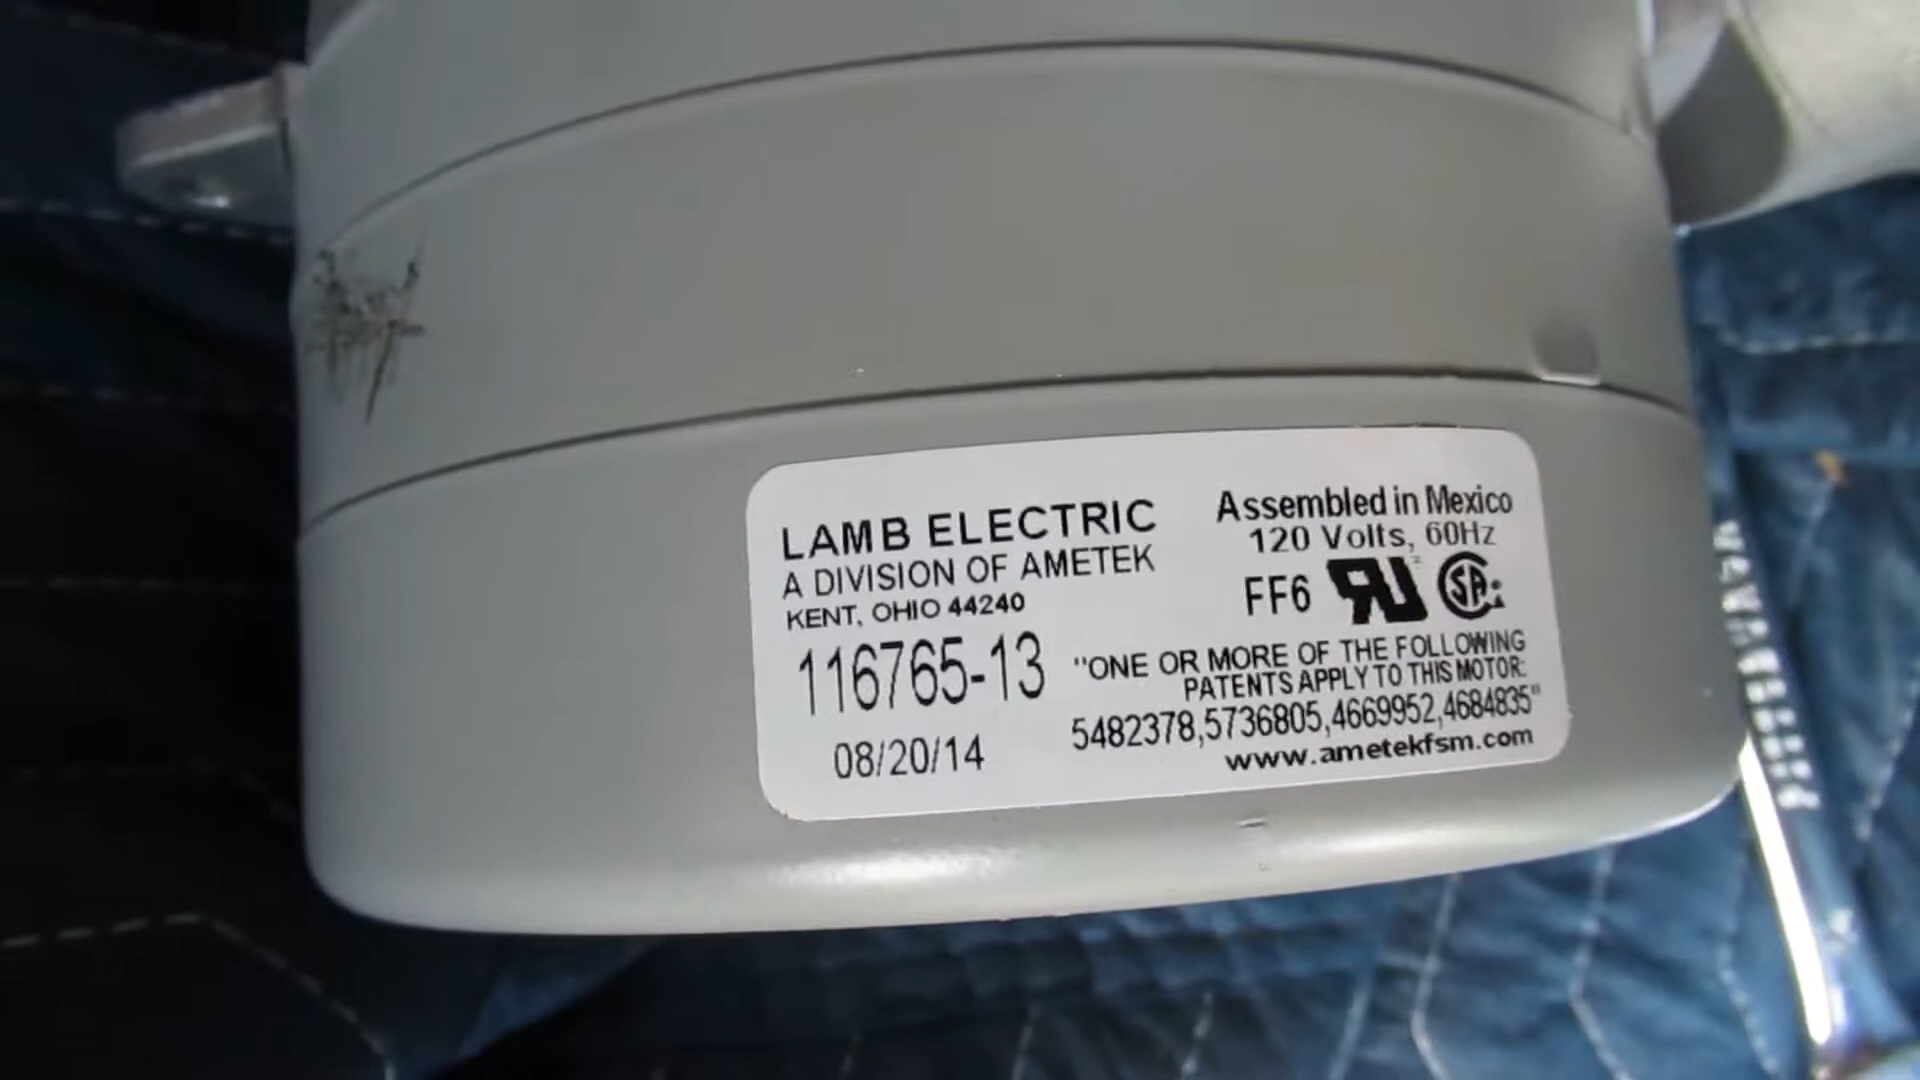 LAMB ELECTRIC
A DIVISION OF AMETEK
KENT, OHIO 44240
116765-13
08/20/14
Assembled in Mexico
120 Volts, 60Hz
FF6 RU SA
"ONE OR MORE OF THE FOLLOWING
PATENTS APPLY TO THIS MOTOR:
5482378,5736805,4669952,4684835"
www.ametekfsm.com